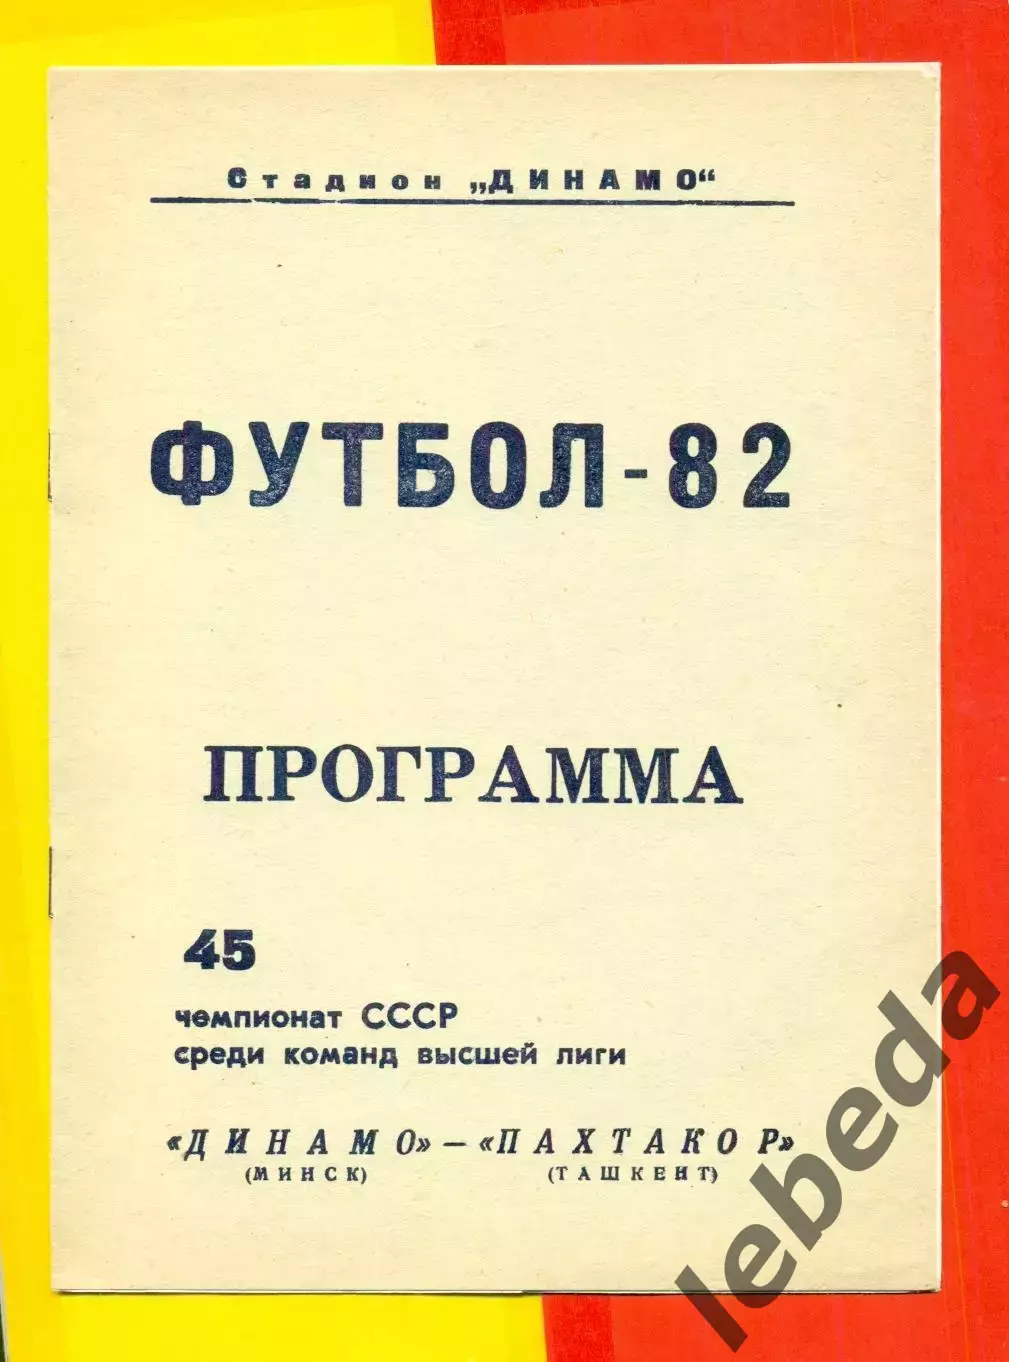 Стадион „ДИНАМО“
ФУТБОЛ-82
ПРОГРАММА
45
чемпионат СССР
среди команд высшей лиги
«ДИНАМО» — «ПАХТАКОР»
(МИНСК) (ТАШКЕНТ)
lebeda